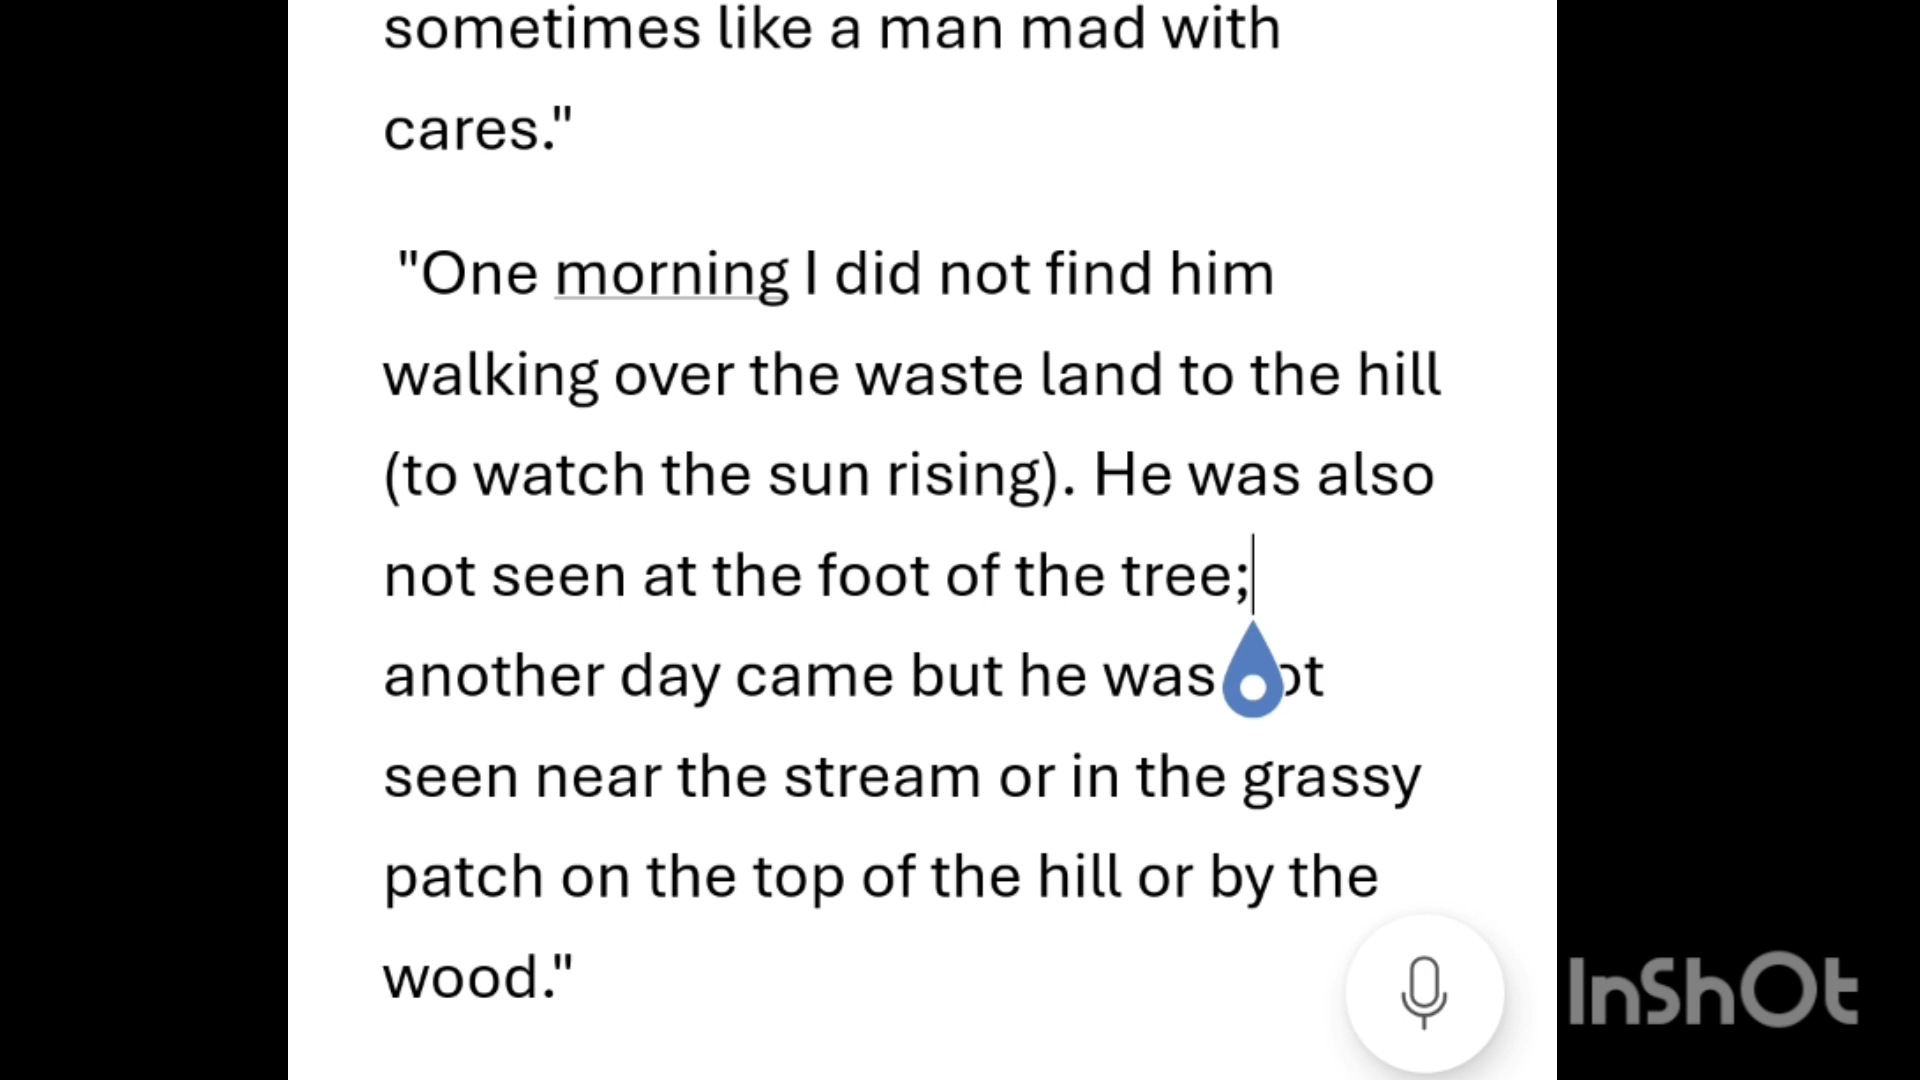 sometimes like a man mad with
cares."
"One morning I did not find him
walking over the waste land to the hill
(to watch the sun rising). He was also
not seen at the foot of the tree;
another day came but he was
seen near the stream or in the grassy
patch on the top of the hill or by the
wood."
InShOt